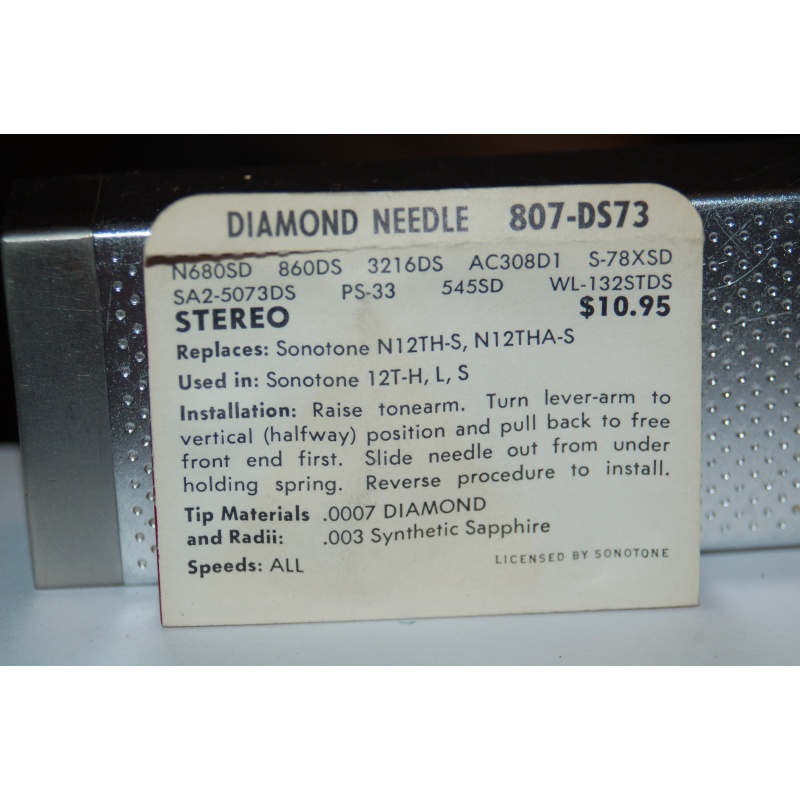 DIAMOND NEEDLE 807-DS73
N680SD 860DS 3216DS AC308D1 S-78XSD
SA2-5073DS PS-33 545SD WL-132STDS
STEREO $10.95
Replaces: Sonotone N12TH-S, N12THA-S
Used in: Sonotone 12T-H, L, S
Installation: Raise tonearm. Turn lever-arm to
vertical (halfway) position and pull back to free
front end first. Slide needle out from under
holding spring. Reverse procedure to install.
Tip Materials .0007 DIAMOND
and Radii: .003 Synthetic Sapphire
Speeds: ALL LICENSED BY SONOTONE